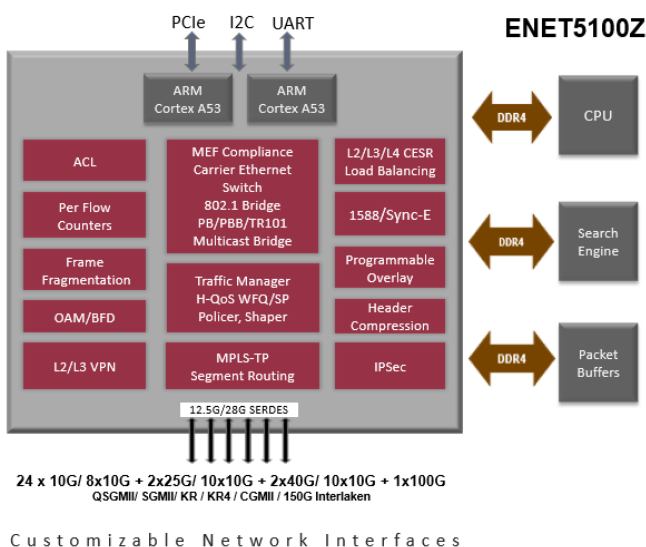 PCIe I2C UART
ENET5100Z
ARM
Cortex A53
ARM
Cortex A53
DDR4
CPU
ACL
MEF Compliance
Carrier Ethernet
Switch
802.1 Bridge
PB/PBB/TR101
Multicast Bridge
L2/L3/L4 CESR
Load Balancing
Per Flow
Counters
1588/Sync-E
DDR4
Search
Engine
Frame
Fragmentation
Traffic Manager
H-QoS WFQ/SP
Policer, Shaper
Programmable
Overlay
OAM/BFD
Header
Compression
L2/L3 VPN
MPLS-TP
Segment Routing
IPSec
DDR4
Packet
Buffers
12.5G/28G SERDES
24 x 10G/ 8x10G + 2x25G/ 10x10G + 2x40G/ 10x10G + 1x100G
QSGMII/ SGMII/ KR / KR4 / CGMII / 150G Interlaken
Customizable Network Interfaces